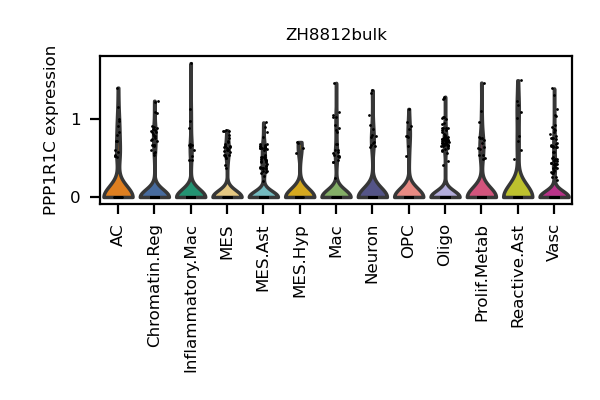 ZH8812bulk
PPP1R1C expression
1
0
AC
Chromatin.Reg
Inflammatory.Mac
MES
MES.Ast
MES.Hyp
Mac
Neuron
OPC
Oligo
Prolif.Metab
Reactive.Ast
Vasc